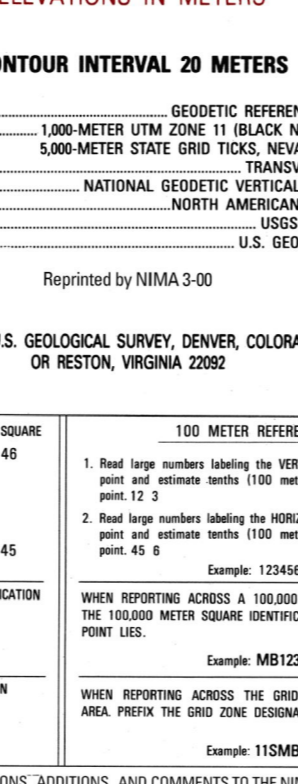 ELEVATIONS IN METERS
CONTOUR INTERVAL 20 METERS
GEODETIC REFEREN
1,000-METER UTM ZONE 11 (BLACK N
5,000-METER STATE GRID TICKS, NEVA
TRANSV
NATIONAL GEODETIC VERTICAL
NORTH AMERICAN
USGS
U.S. GEO
Reprinted by NIMA 3-00
U.S. GEOLOGICAL SURVEY, DENVER, COLORA
OR RESTON, VIRGINIA 22092
SQUARE
46
45
ICATION
N
100 METER REFERE
1. Read large numbers labeling the VER
point and estimate tenths (100 met
point. 12 3
2. Read large numbers labeling the HORIZ
point and estimate tenths (100 met
point. 45 6
Example: 123456
WHEN REPORTING ACROSS A 100,000
THE 100,000 METER SQUARE IDENTIFIC
POINT LIES.
Example: MB123
WHEN REPORTING ACROSS THE GRID
AREA, PREFIX THE GRID ZONE DESIGNA
Example: 11SMB
IONS, ADDITIONS, AND COMMENTS TO THE NI